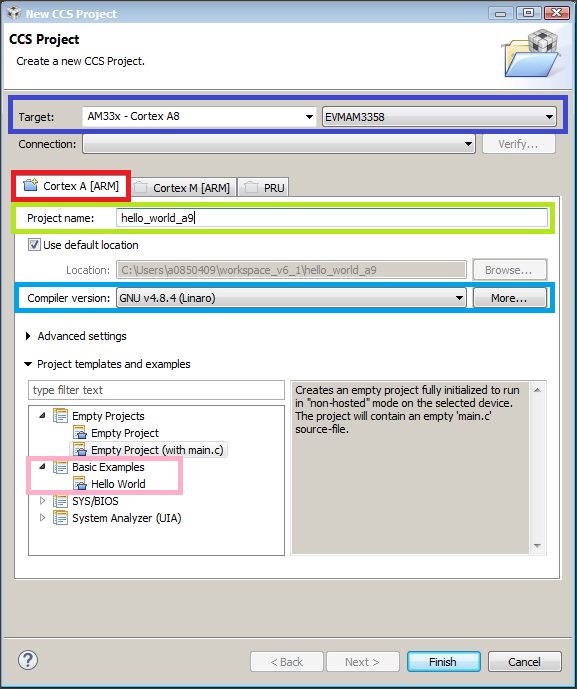 New CCS Project
CCS Project
Create a new CCS Project.
Target: AM33x - Cortex A8 EVMAM3358
Connection: Verify...
Cortex A [ARM] Cortex M [ARM] PRU
Project name: hello_world_a9
Use default location
Location: C:\Users\a0850409\workspace_v6_1\hello_world_a9 Browse...
Compiler version: GNU v4.8.4 (Linaro) More...
Advanced settings
Project templates and examples
type filter text
Empty Projects
Empty Project
Empty Project (with main.c)
Basic Examples
Hello World
SYS/BIOS
System Analyzer (UIA)
Creates an empty project fully initialized to run
in "non-hosted" mode on the selected device.
The project will contain an empty 'main.c'
source-file.
? < Back Next > Finish Cancel